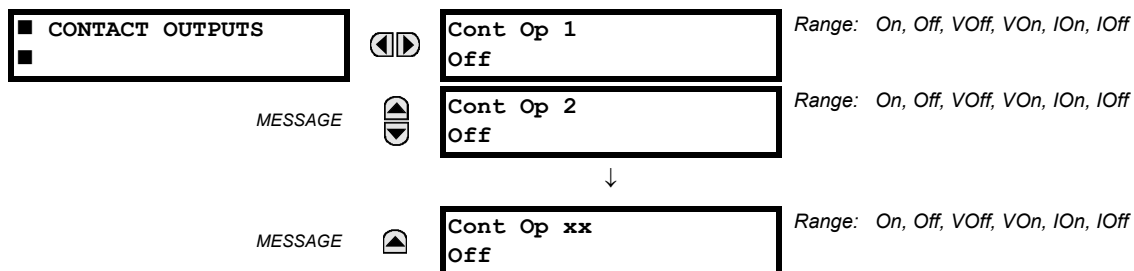 ■ CONTACT OUTPUTS
■
Cont Op 1
Off
Range: On, Off, VOff, VOn, IOn, IOff
MESSAGE
Cont Op 2
Off
Range: On, Off, VOff, VOn, IOn, IOff
↓
MESSAGE
Cont Op xx
Off
Range: On, Off, VOff, VOn, IOn, IOff